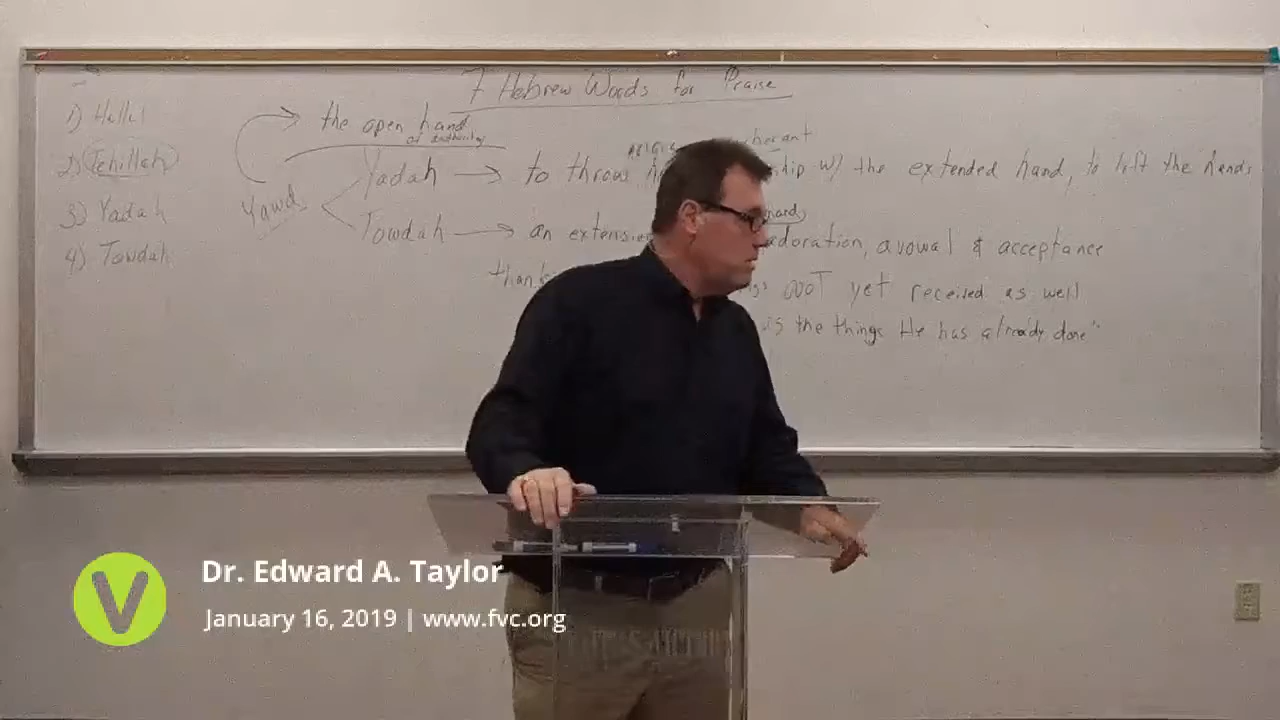 7 Hebrew Words for Praise
1) Hallal
2) Tehillah
3) Yadah
4) Towdah
the open hand
of authority
Yawd
Yadah → to throw ship w/ the extended hand, to lift the hands
Towdah → an extension adoration, avowal & acceptance
not yet received as well
the things He has already done"
V
Dr. Edward A. Taylor
January 16, 2019 | www.fvc.org